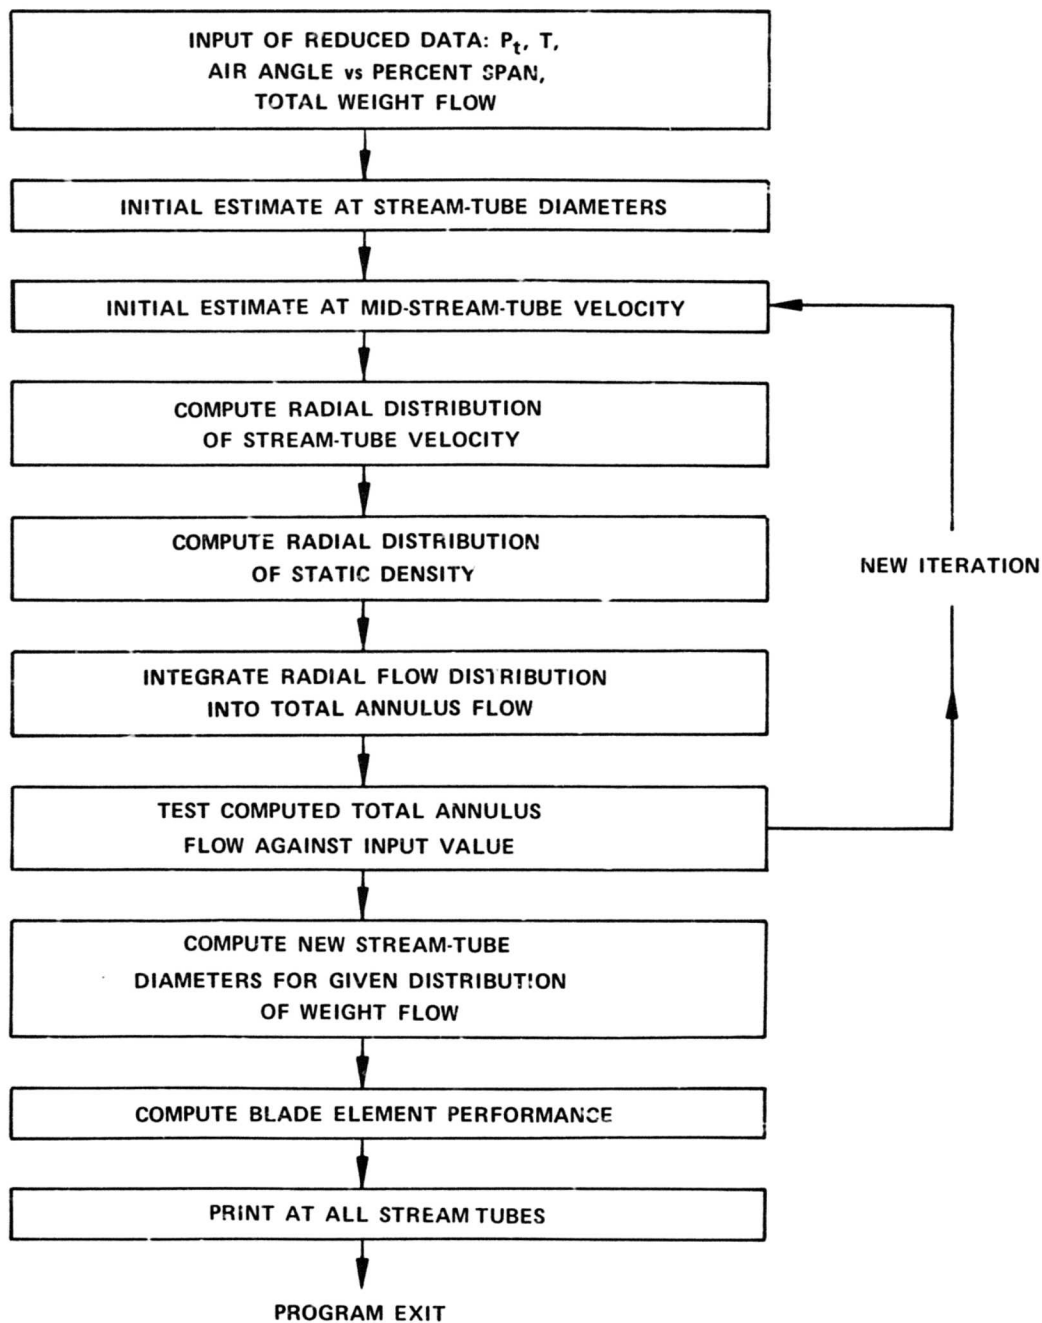 INPUT OF REDUCED DATA: Pt, T,
AIR ANGLE vs PERCENT SPAN,
TOTAL WEIGHT FLOW
INITIAL ESTIMATE AT STREAM-TUBE DIAMETERS
INITIAL ESTIMATE AT MID-STREAM-TUBE VELOCITY
COMPUTE RADIAL DISTRIBUTION
OF STREAM-TUBE VELOCITY
COMPUTE RADIAL DISTRIBUTION
OF STATIC DENSITY
NEW ITERATION
INTEGRATE RADIAL FLOW DISTRIBUTION
INTO TOTAL ANNULUS FLOW
TEST COMPUTED TOTAL ANNULUS
FLOW AGAINST INPUT VALUE
COMPUTE NEW STREAM-TUBE
DIAMETERS FOR GIVEN DISTRIBUTION
OF WEIGHT FLOW
COMPUTE BLADE ELEMENT PERFORMANCE
PRINT AT ALL STREAM TUBES
PROGRAM EXIT